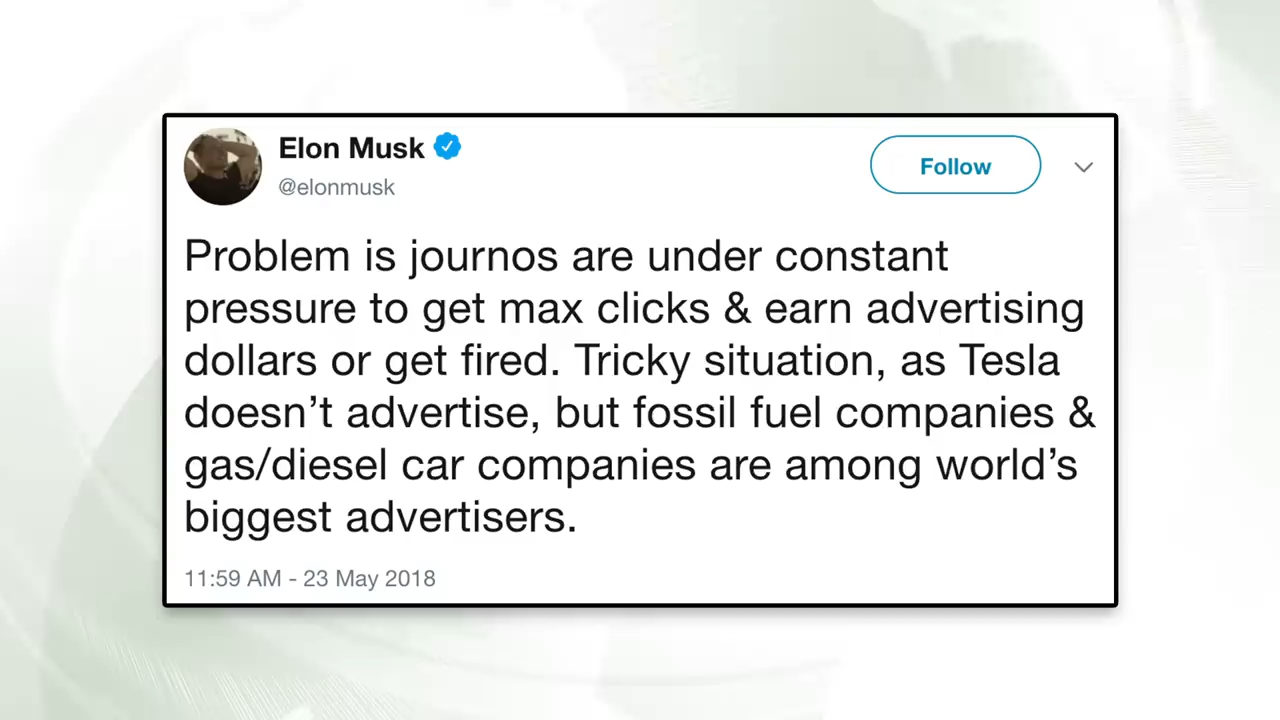 Elon Musk
@elonmusk
Follow
Problem is journos are under constant
pressure to get max clicks & earn advertising
dollars or get fired. Tricky situation, as Tesla
doesn’t advertise, but fossil fuel companies &
gas/diesel car companies are among world’s
biggest advertisers.
11:59 AM - 23 May 2018